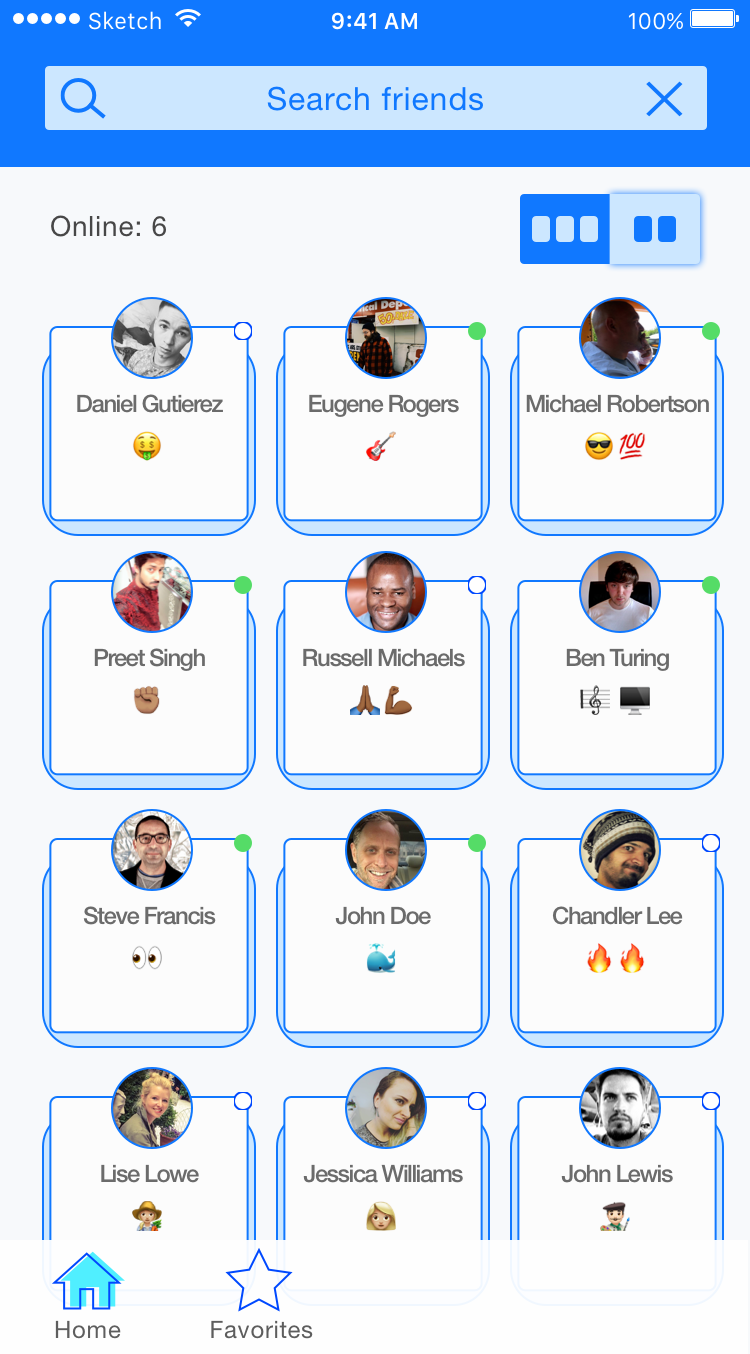 Sketch 9:41 AM 100%
Search friends
Online: 6
Daniel Gutierez Eugene Rogers Michael Robertson
💯
Preet Singh Russell Michaels Ben Turing
Steve Francis John Doe Chandler Lee
Lise Lowe Jessica Williams John Lewis
Home Favorites